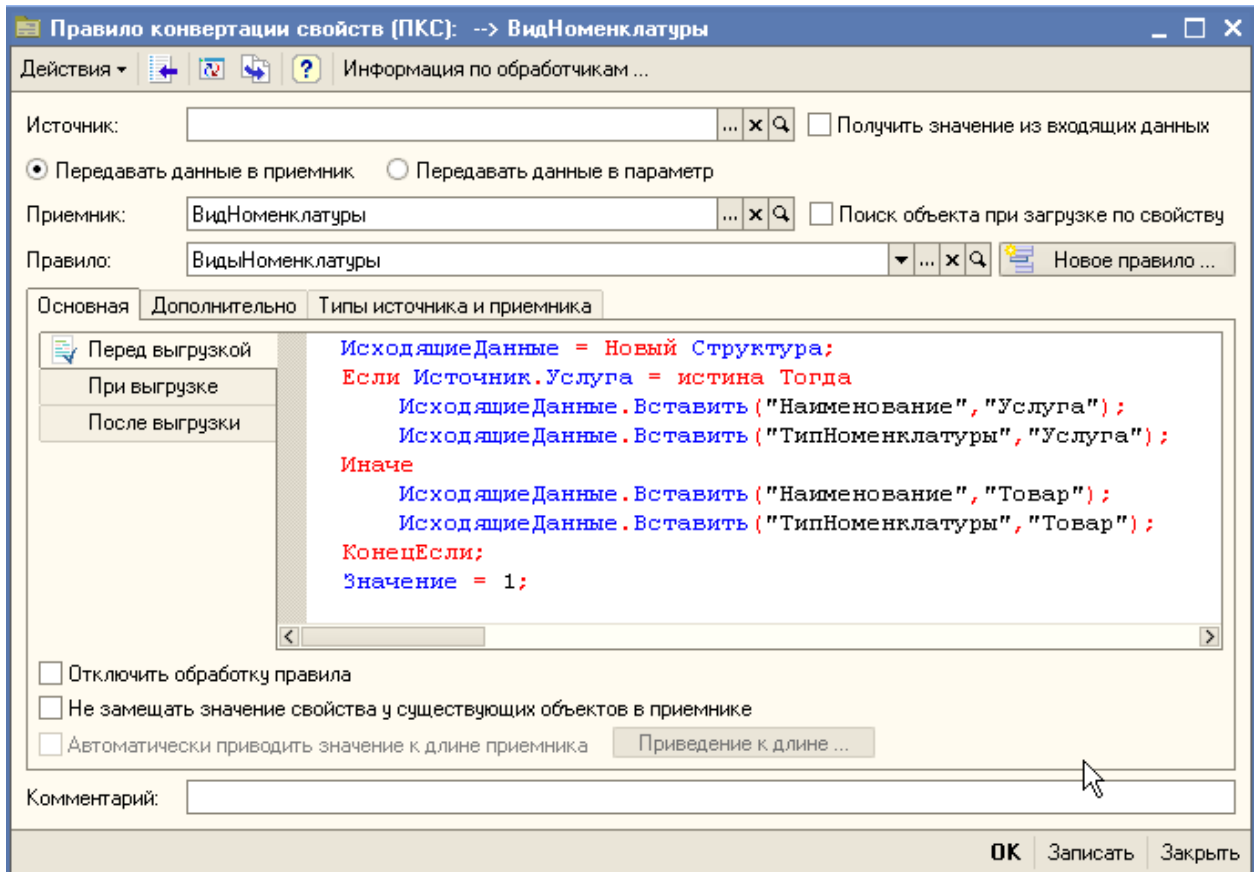 Правило конвертации свойств (ПКС): --> ВидНоменклатуры
Действия Информация по обработчикам ...
Источник: ... Получить значение из входящих данных
Передавать данные в приемник Передавать данные в параметр
Приемник: ВидНоменклатуры ... Поиск объекта при загрузке по свойству
Правило: ВидыНоменклатуры ... Новое правило ...
Основная Дополнительно Типы источника и приемника
Перед выгрузкой
При выгрузке
После выгрузки
ИсходящиеДанные = Новый Структура;
Если Источник.Услуга = истина Тогда
ИсходящиеДанные.Вставить("Наименование","Услуга");
ИсходящиеДанные.Вставить("ТипНоменклатуры","Услуга");
Иначе
ИсходящиеДанные.Вставить("Наименование","Товар");
ИсходящиеДанные.Вставить("ТипНоменклатуры","Товар");
КонецЕсли;
Значение = 1;
Отключить обработку правила
Не замещать значение свойства у существующих объектов в приемнике
Автоматически приводить значение к длине приемника Приведение к длине ...
Комментарий:
OK Записать Закрыть